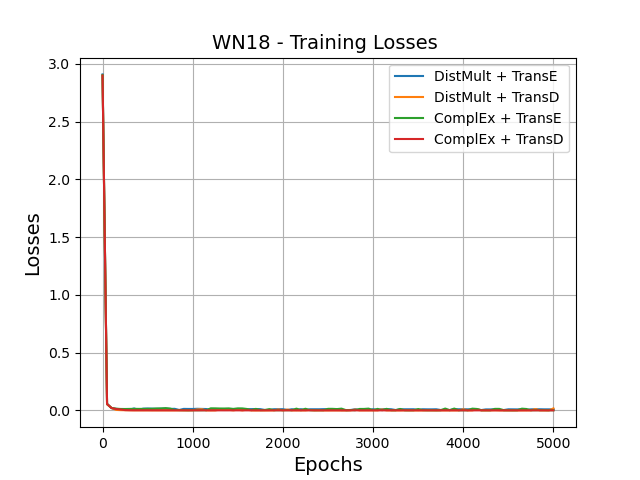 WN18 - Training Losses
3.0
2.5
2.0
1.5
1.0
0.5
0.0
Losses
DistMult + TransE
DistMult + TransD
ComplEx + TransE
ComplEx + TransD
0 1000 2000 3000 4000 5000
Epochs